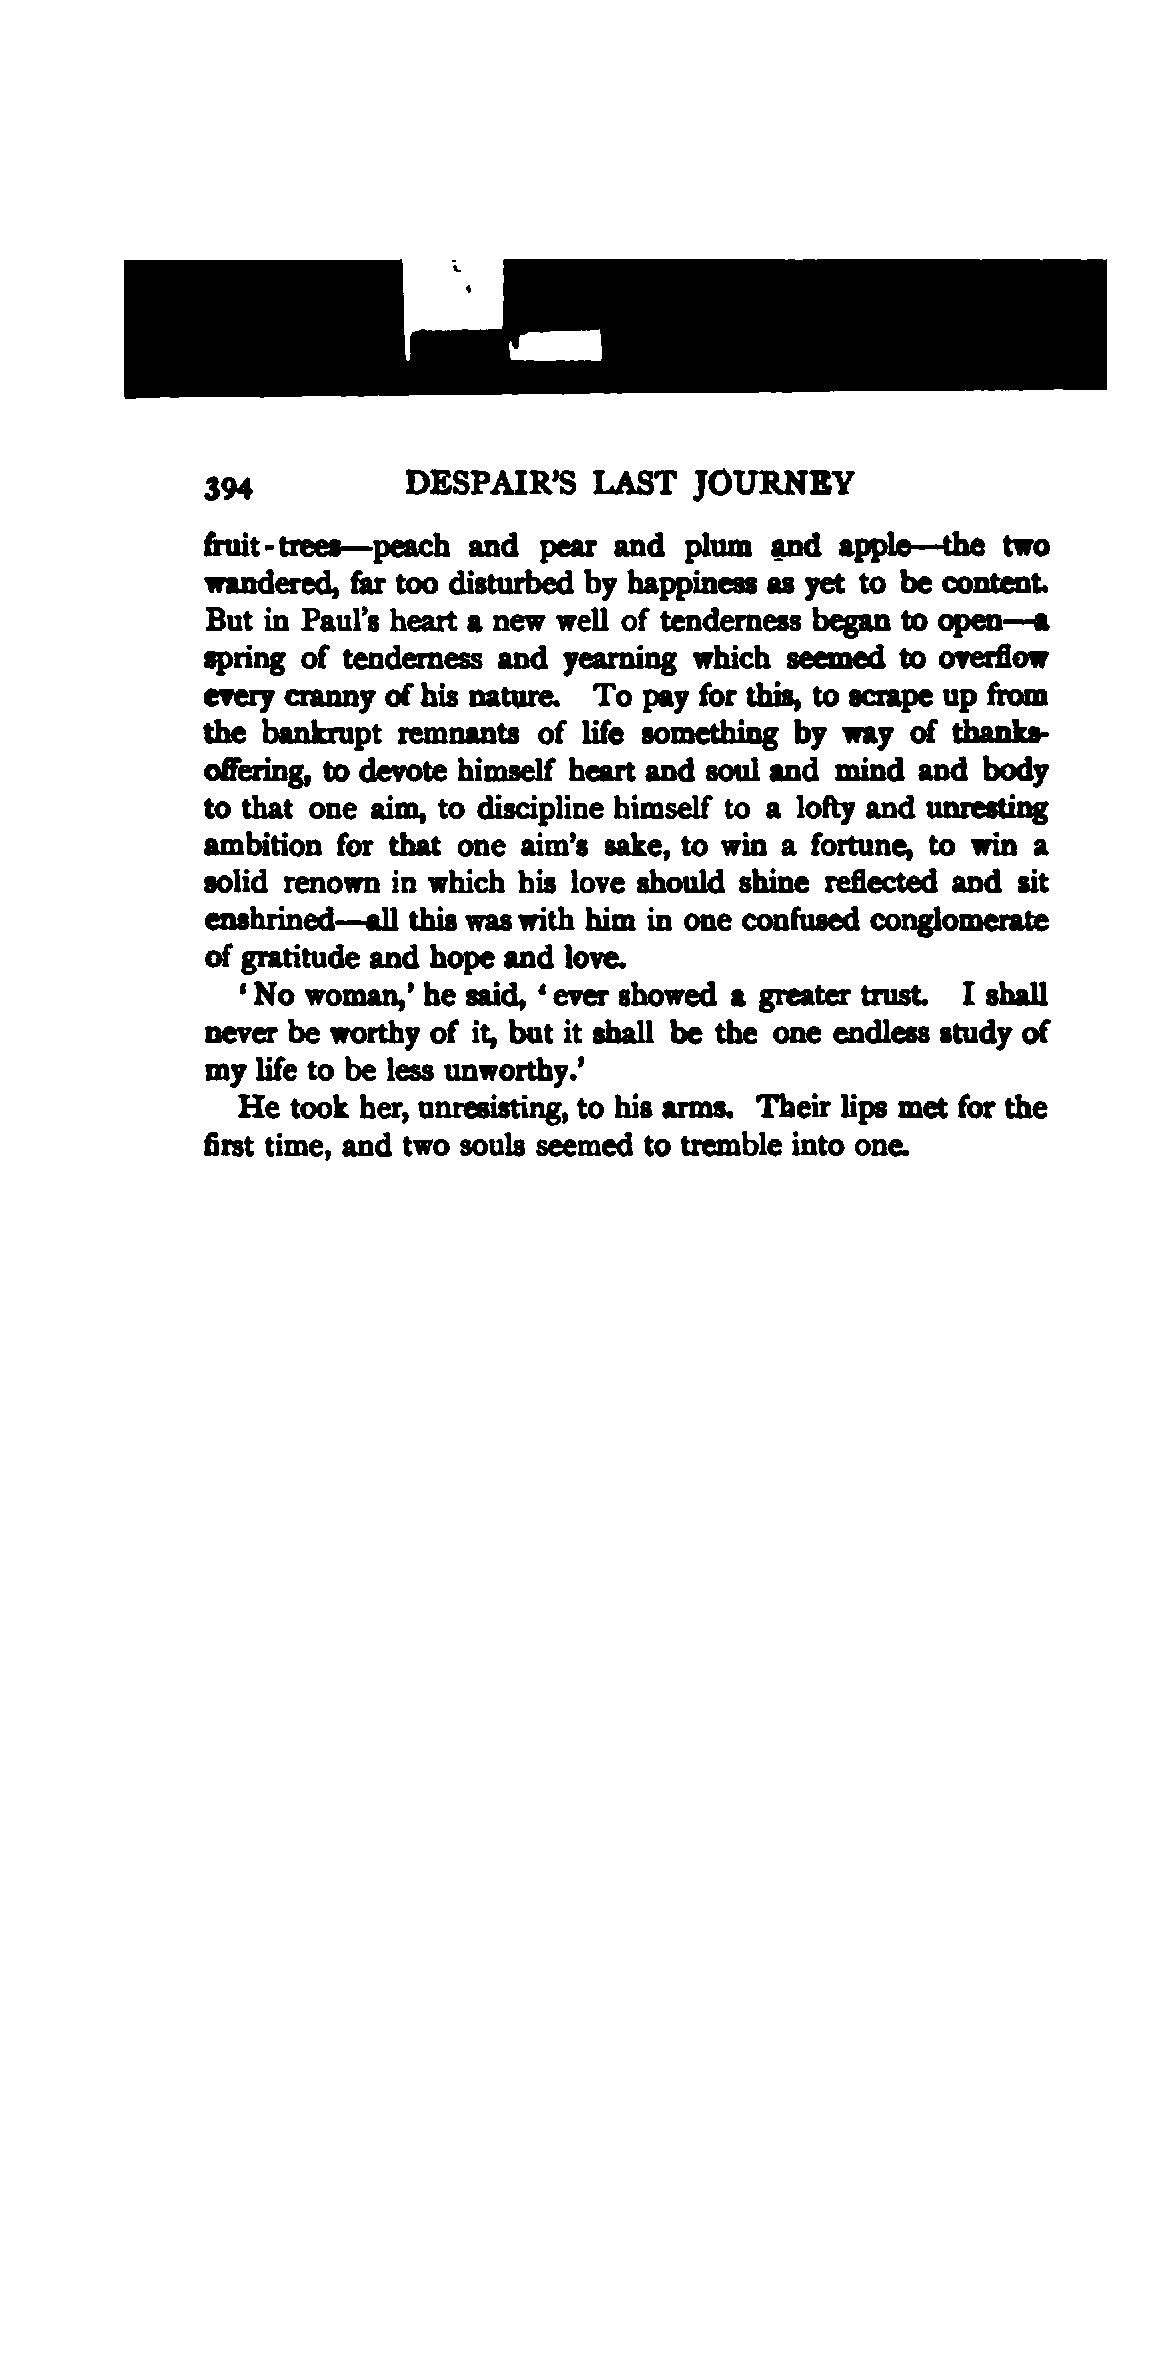 394 DESPAIR'S LAST JOURNEY
fruit-trees—peach and pear and plum and apple—the two
wandered, far too disturbed by happiness as yet to be content.
But in Paul's heart a new well of tenderness began to open—a
spring of tenderness and yearning which seemed to overflow
every cranny of his nature. To pay for this, to scrape up from
the bankrupt remnants of life something by way of thanks-
offering, to devote himself heart and soul and mind and body
to that one aim, to discipline himself to a lofty and unresting
ambition for that one aim's sake, to win a fortune, to win a
solid renown in which his love should shine reflected and sit
enshrined—all this was with him in one confused conglomerate
of gratitude and hope and love.
'No woman,' he said, 'ever showed a greater trust. I shall
never be worthy of it, but it shall be the one endless study of
my life to be less unworthy.'
He took her, unresisting, to his arms. Their lips met for the
first time, and two souls seemed to tremble into one.